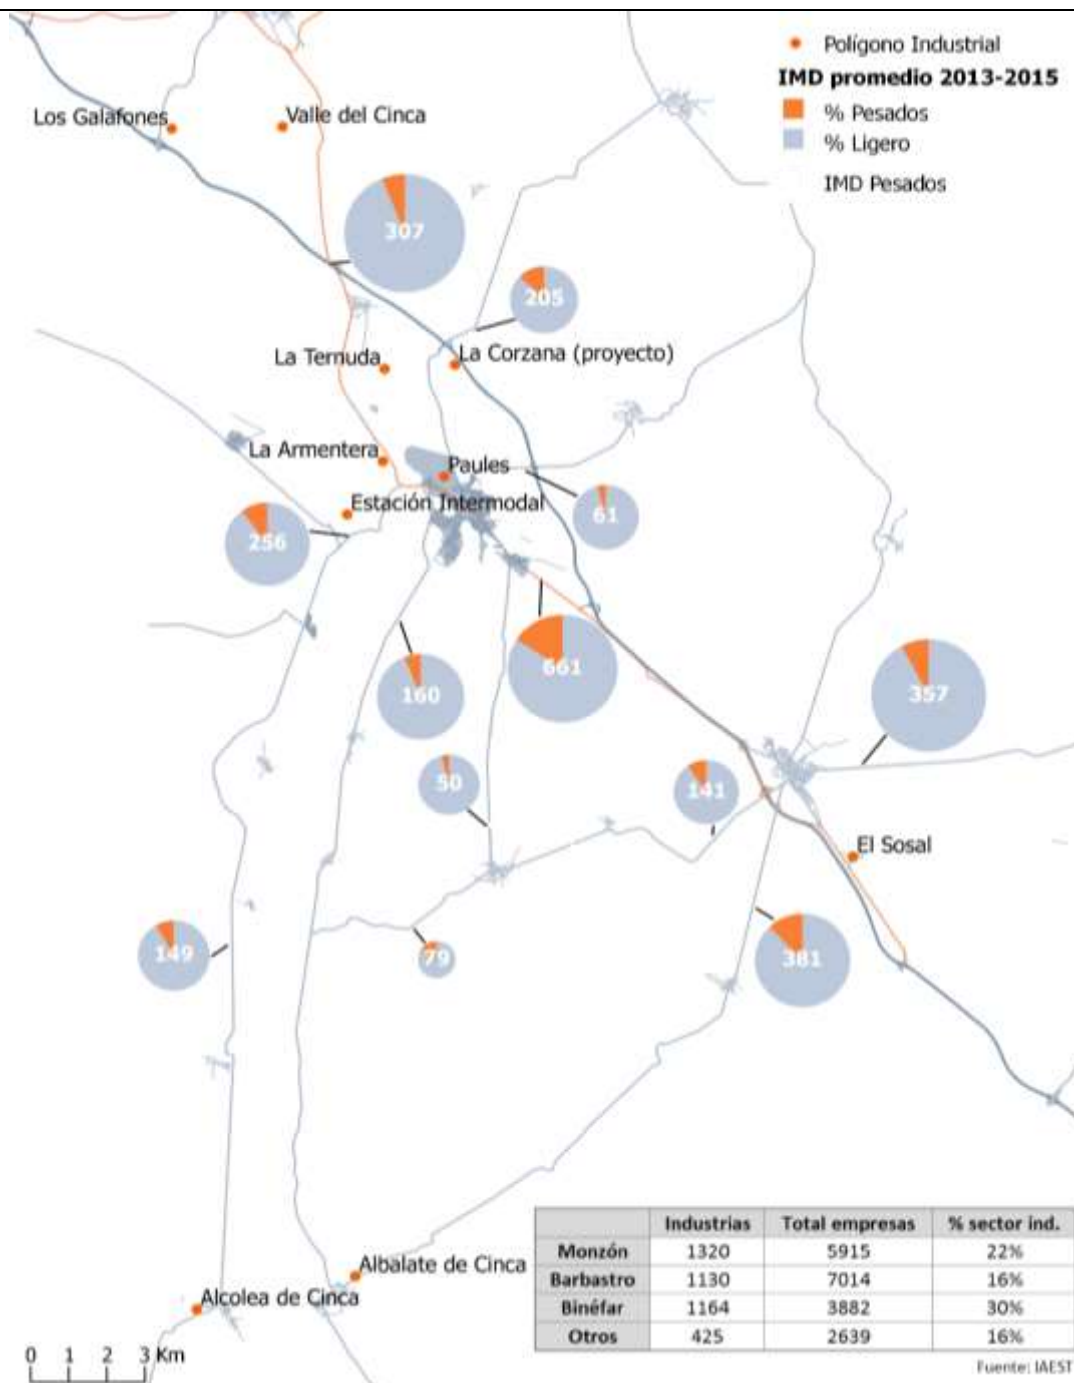 Polígono Industrial
IMD promedio 2013-2015
% Pesados
% Ligero
IMD Pesados
Los Galafones
Valle del Cinca
307
205
La Ternuda
La Corzana (proyecto)
La Armentera
Paules
Estación Intermodal
61
256
661
160
357
50
141
El Sosal
149
79
381
Albalate de Cinca
Alcolea de Cinca
Industrias Total empresas % sector ind.
Monzón 1320 5915 22%
Barbastro 1130 7014 16%
Binéfar 1164 3882 30%
Otros 425 2639 16%
0 1 2 3 Km
Fuente: IAEST